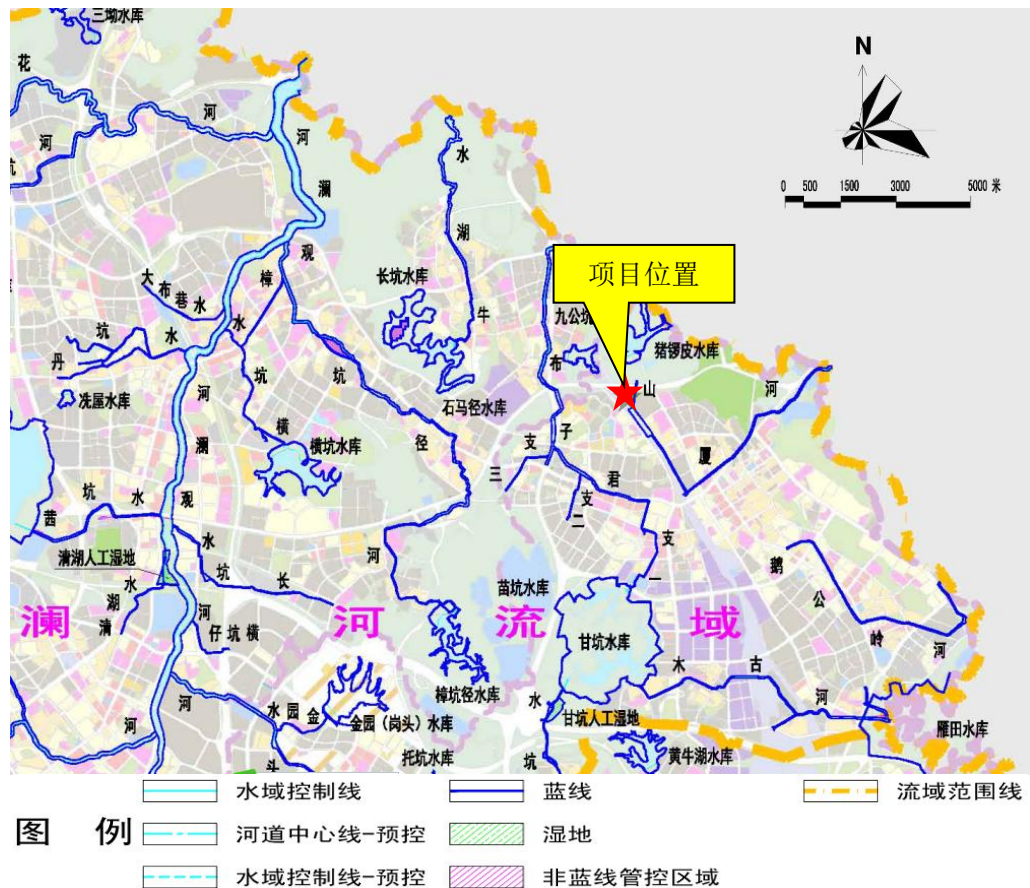 三坳水库
花
河
河
坑
河
澜
水
湖
牛
N
0 500 1500 3000 5000 米
项目位置
观
樟
水
坑
横
大布巷水
长坑水库
九公坑
猪锣皮水库
布
子
君
山
厦
河
丹
坑
水
冼屋水库
河
澜
观
横坑水库
坑
径
河
石马径水库
三
支
二
支
一
支
茜
坑
水
清湖人工湿地
水
湖
清
水
坑
长
河
仔坑横
苗坑水库
甘坑水库
鹅
公
岭
河
澜 河 流 域
樟坑径水库
水
坑
甘坑人工湿地
木
古
河
雁田水库
河
河
水园金
头
金园（岗头）水库
托坑水库
黄牛湖水库
图 例
水域控制线
蓝线
流域范围线
河道中心线-预控
湿地
水域控制线-预控
非蓝线管控区域